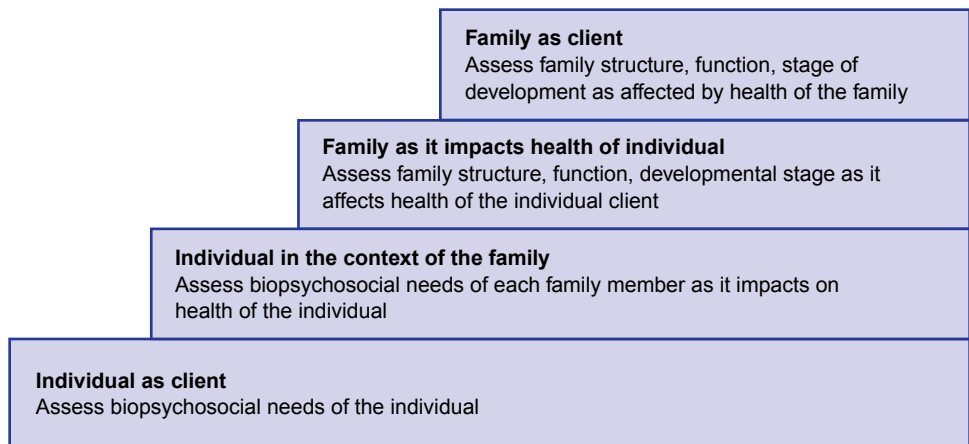 Family as client
Assess family structure, function, stage of
development as affected by health of the family
Family as it impacts health of individual
Assess family structure, function, developmental stage as it
affects health of the individual client
Individual in the context of the family
Assess biopsychosocial needs of each family member as it impacts on
health of the individual
Individual as client
Assess biopsychosocial needs of the individual